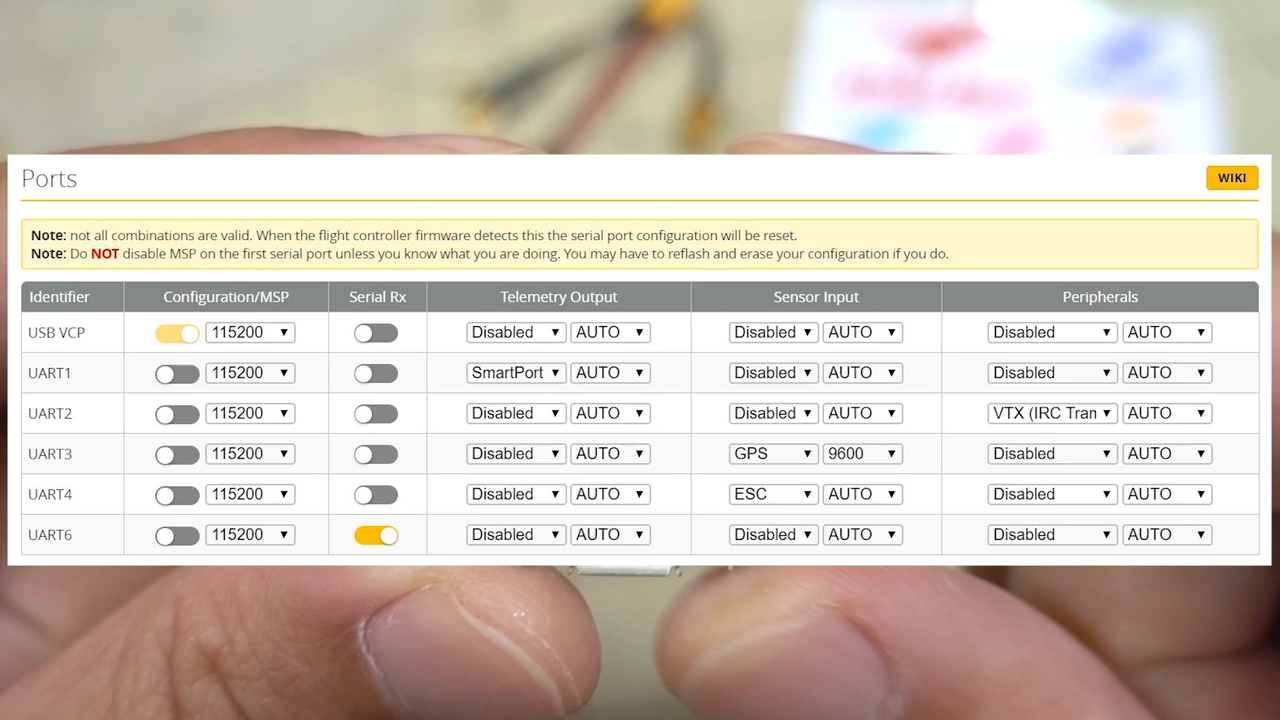 Ports
WIKI
Note: not all combinations are valid. When the flight controller firmware detects this the serial port configuration will be reset.
Note: Do NOT disable MSP on the first serial port unless you know what you are doing. You may have to reflash and erase your configuration if you do.
Identifier Configuration/MSP Serial Rx Telemetry Output Sensor Input Peripherals
USB VCP 115200 Disabled AUTO Disabled AUTO Disabled AUTO
UART1 115200 SmartPort AUTO Disabled AUTO Disabled AUTO
UART2 115200 Disabled AUTO Disabled AUTO VTX (IRC Tran AUTO
UART3 115200 Disabled AUTO GPS 9600 Disabled AUTO
UART4 115200 Disabled AUTO ESC AUTO Disabled AUTO
UART6 115200 Disabled AUTO Disabled AUTO Disabled AUTO